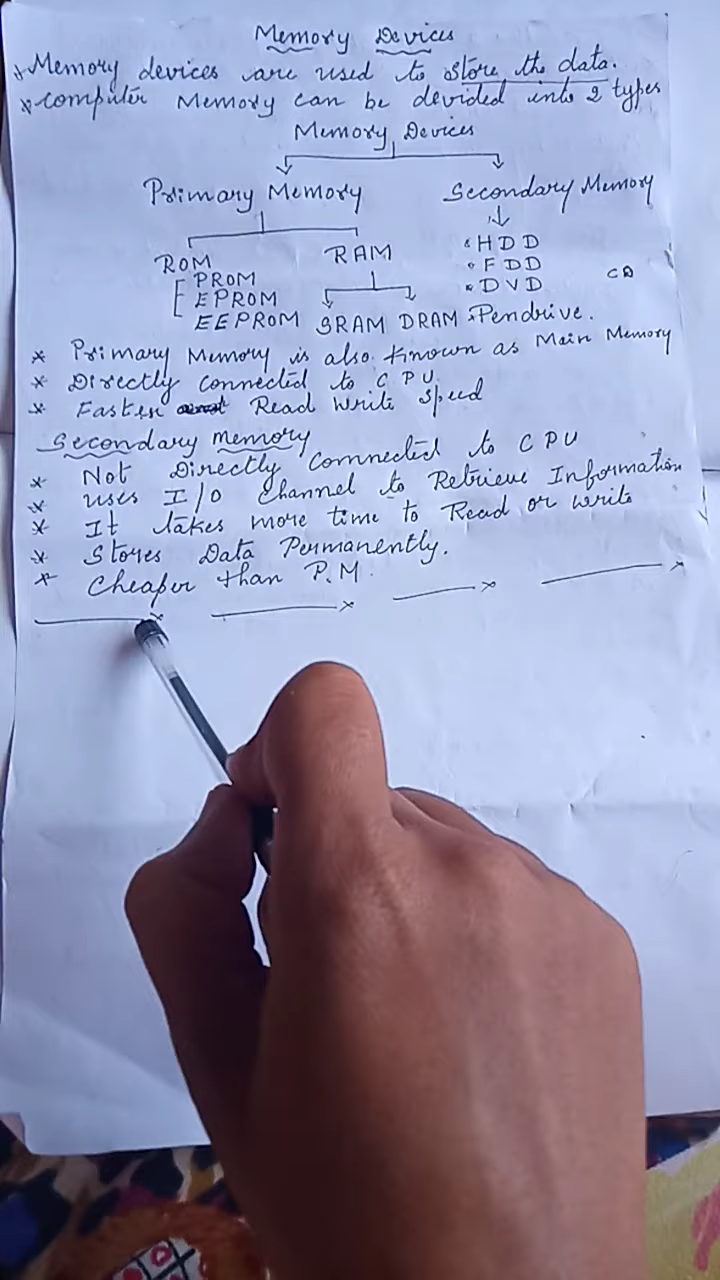 Memory Devices
* Memory devices are used to store the data.
* Computer Memory can be devided into 2 types
Memory Devices
Primary Memory Secondary Memory
ROM RAM • HDD
PROM • FDD CD
EPROM • DVD
EEPROM SRAM DRAM • Pendrive.
* Primary Memory is also known as Main Memory
* Directly connected to CPU
* Faster Read Write Speed
Secondary memory
* Not Directly Connected to CPU
* Uses I/O Channel to Retrieve Information
* It takes more time to Read or write
* Stores Data Permanently.
* Cheaper than P.M.